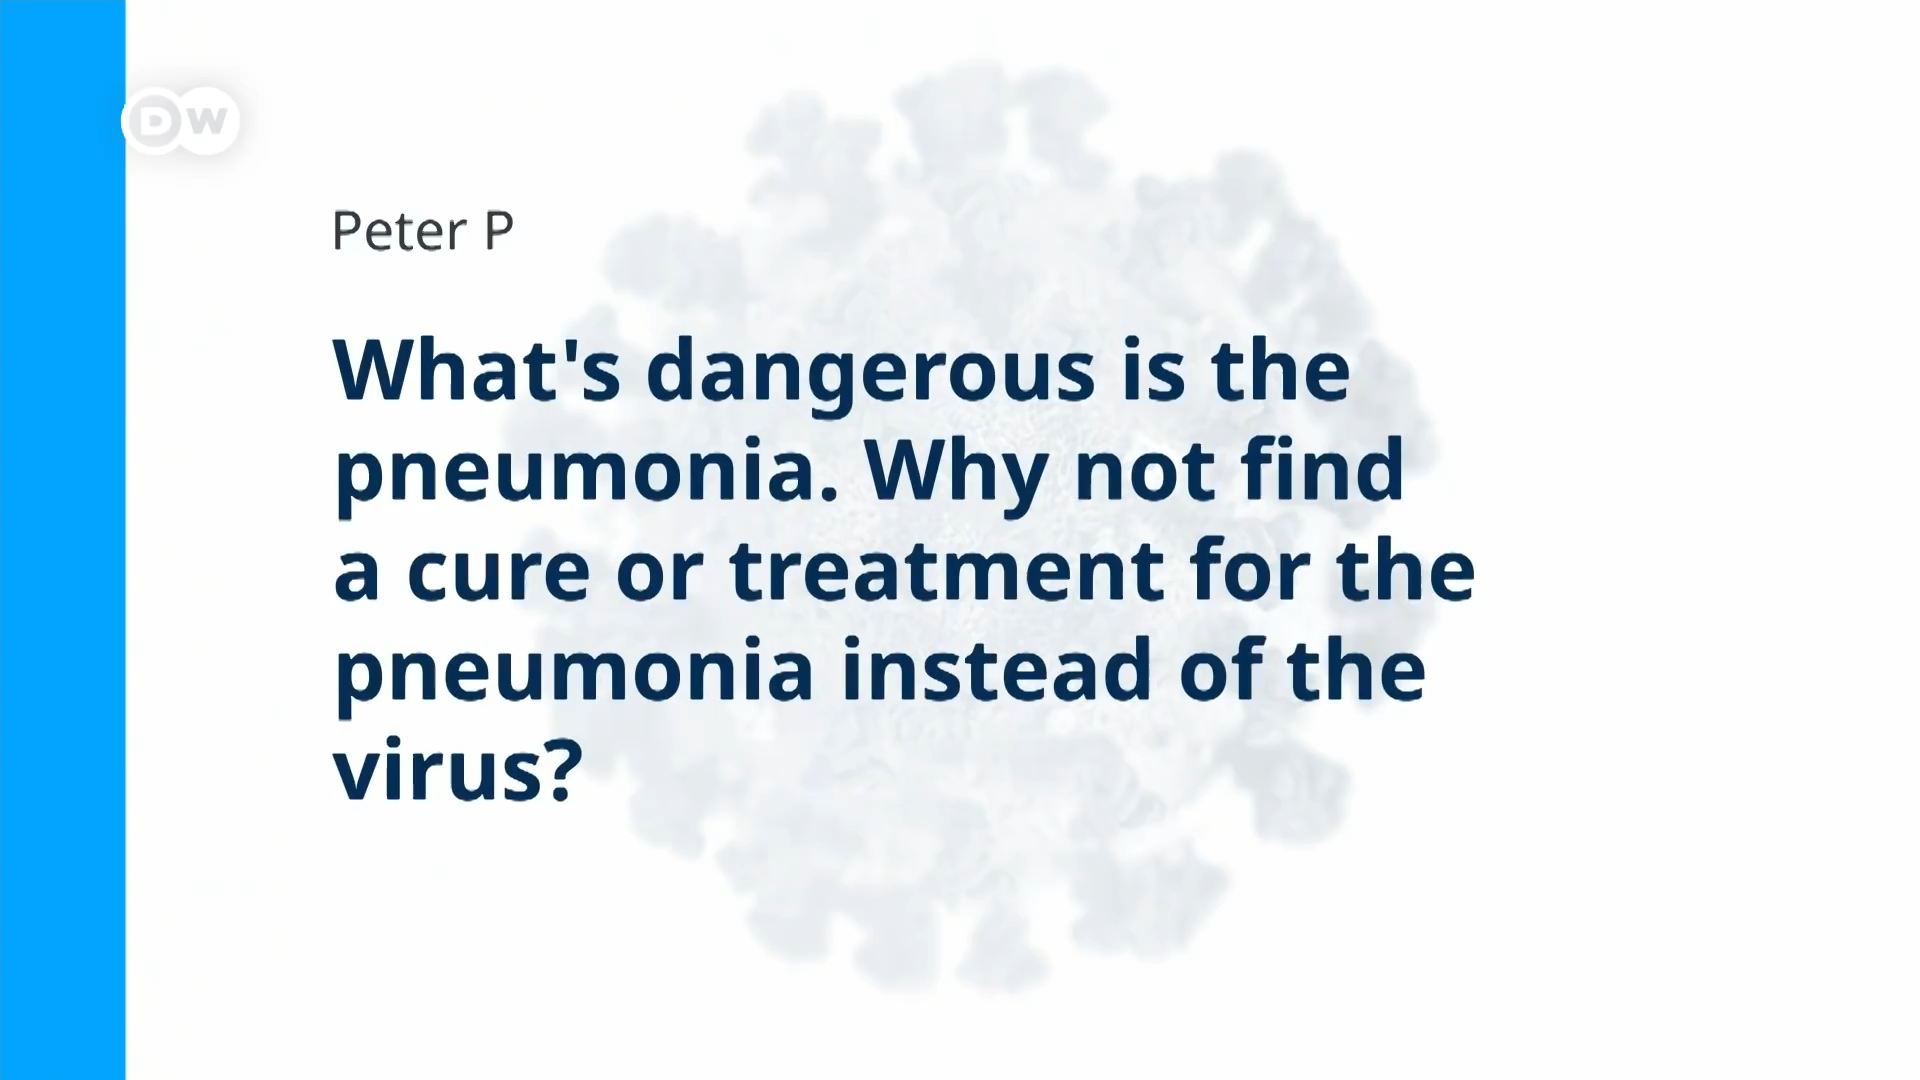 DW
Peter P
What's dangerous is the
pneumonia. Why not find
a cure or treatment for the
pneumonia instead of the
virus?